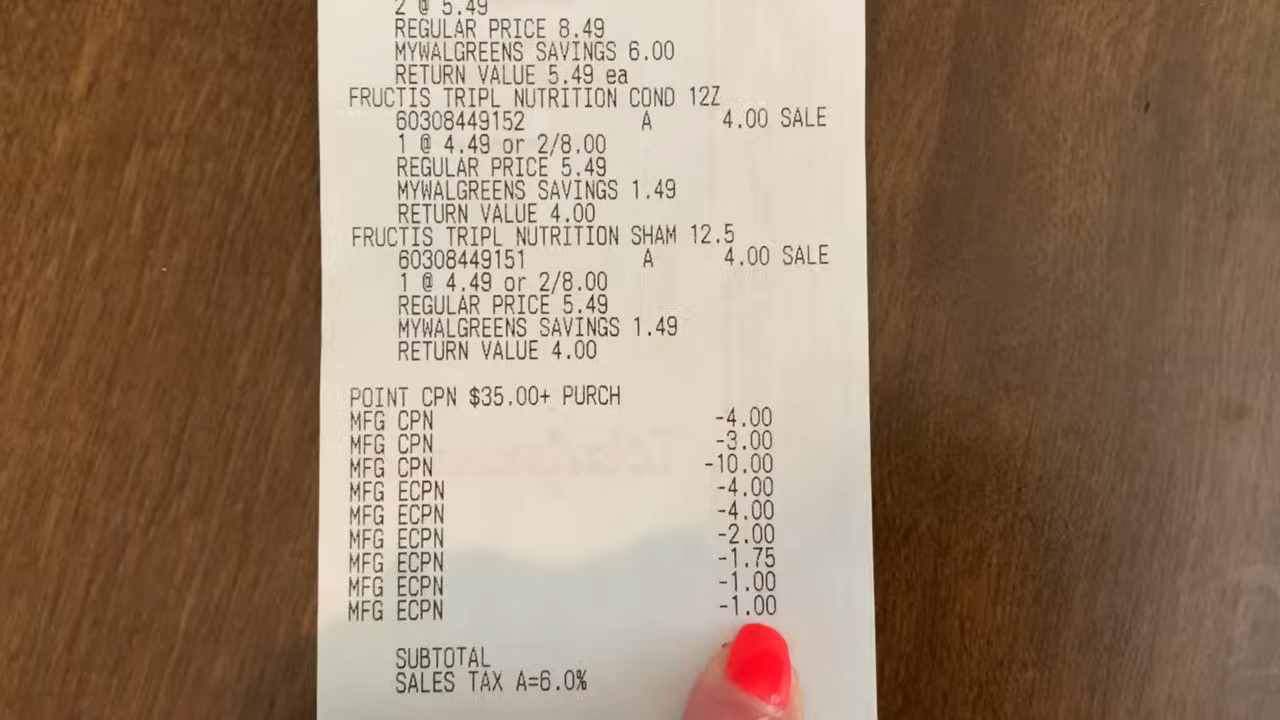 2 @ 5.49
REGULAR PRICE 8.49
MYWALGREENS SAVINGS 6.00
RETURN VALUE 5.49 ea
FRUCTIS TRIPL NUTRITION COND 12Z
60308449152 A 4.00 SALE
1 @ 4.49 or 2/8.00
REGULAR PRICE 5.49
MYWALGREENS SAVINGS 1.49
RETURN VALUE 4.00
FRUCTIS TRIPL NUTRITION SHAM 12.5
60308449151 A 4.00 SALE
1 @ 4.49 or 2/8.00
REGULAR PRICE 5.49
MYWALGREENS SAVINGS 1.49
RETURN VALUE 4.00
POINT CPN $35.00+ PURCH
MFG CPN -4.00
MFG CPN -3.00
MFG CPN -10.00
MFG ECPN -4.00
MFG ECPN -4.00
MFG ECPN -2.00
MFG ECPN -1.75
MFG ECPN -1.00
MFG ECPN -1.00
SUBTOTAL
SALES TAX A=6.0%